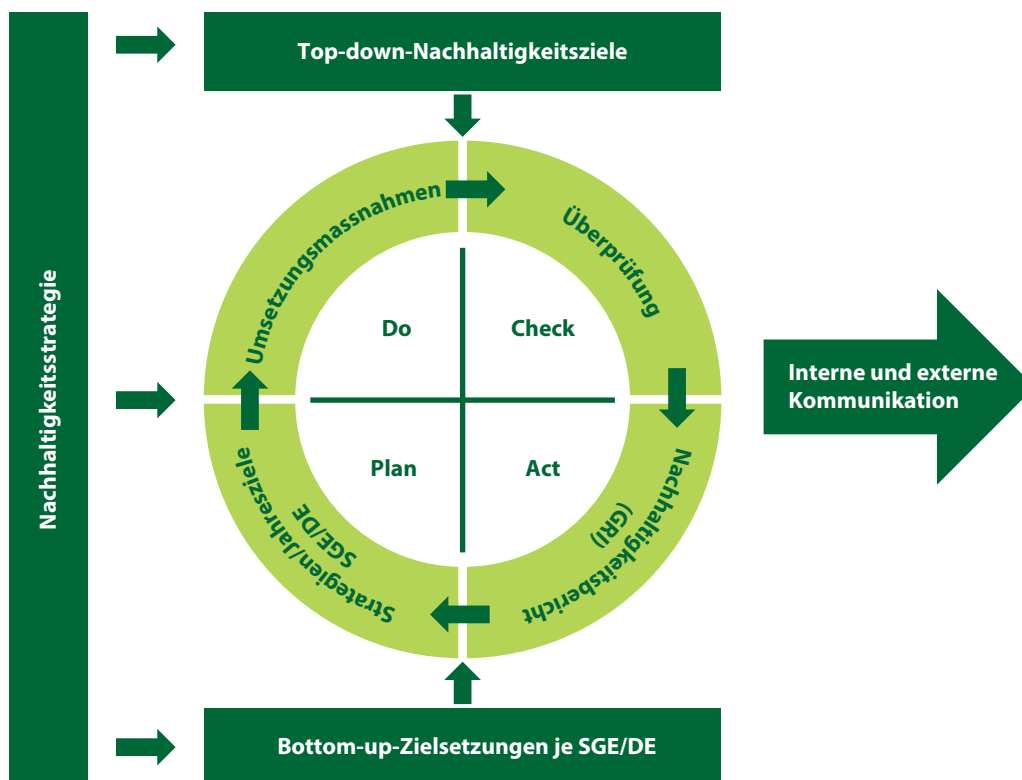 Nachhaltigkeitsstrategie
Top-down-Nachhaltigkeitsziele
Umsetzungsmassnahmen
Überprüfung
Do
Check
Plan
Act
Strategien/Jahresziele
SGE/DE
Nachhaltigkeitsbericht
(GRI)
Interne und externe
Kommunikation
Bottom-up-Zielsetzungen je SGE/DE